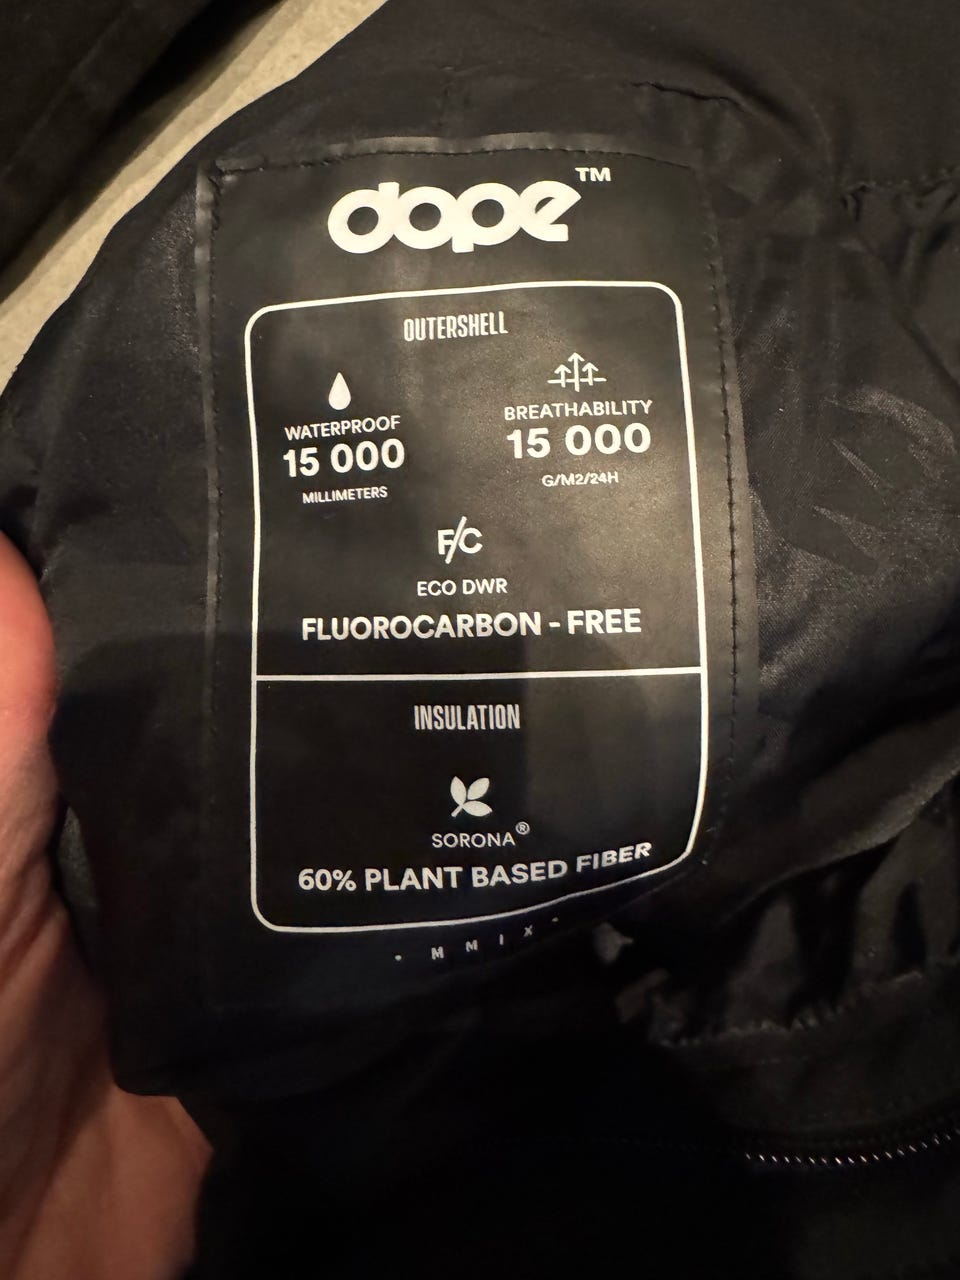 dope™
OUTERSHELL
WATERPROOF
15 000
MILLIMETERS
BREATHABILITY
15 000
G/M2/24H
F/C
ECO DWR
FLUOROCARBON - FREE
INSULATION
SORONA®
60% PLANT BASED FIBER
• M M I X •